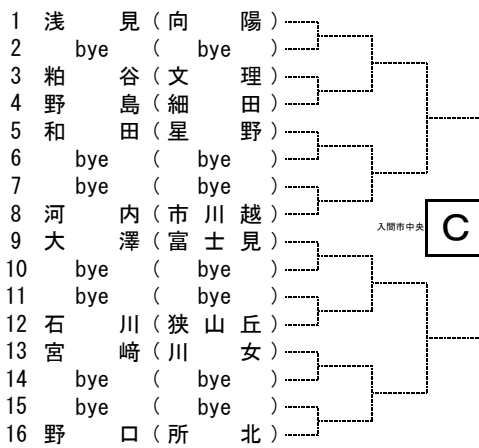 1 浅見(向陽)
2 bye(bye)
3 粕谷(文理)
4 野島(細田)
5 和田(星野)
6 bye(bye)
7 bye(bye)
8 河内(市川越)
入間市中央 C
9 大澤(富士見)
10 bye(bye)
11 bye(bye)
12 石川(狭山丘)
13 宮﨑(川女)
14 bye(bye)
15 bye(bye)
16 野口(所北)